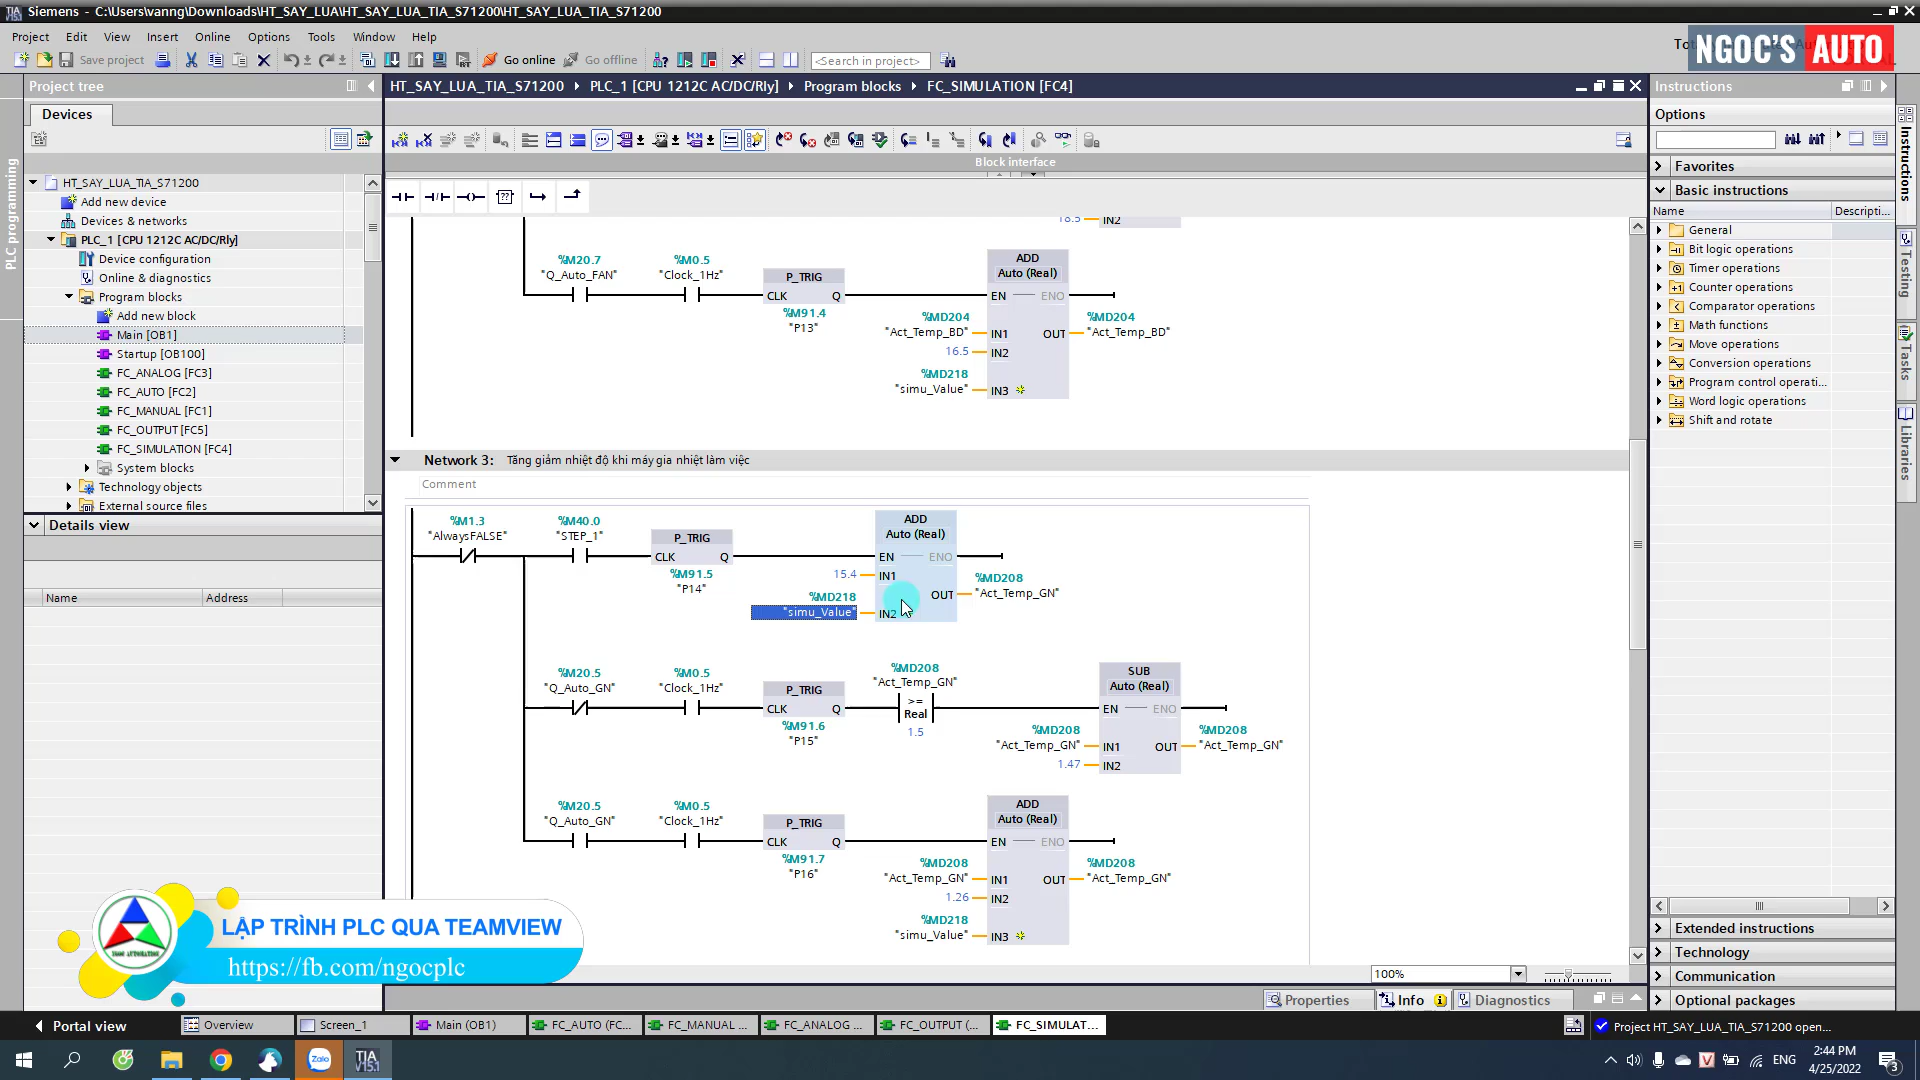 Siemens - C:\Users\vanng\Downloads\HT_SAY_LUA\HT_SAY_LUA_TIA_S71200\HT_SAY_LUA_TIA_S71200
Project Edit View Insert Online Options Tools Window Help
NGOC'S AUTO
Save project Go online Go offline <Search in project>
Project tree
HT_SAY_LUA_TIA_S71200 PLC_1 [CPU 1212C AC/DC/Rly] Program blocks FC_SIMULATION [FC4]
Instructions
Devices
Options
PLC programming
HT_SAY_LUA_TIA_S71200
Add new device
Devices & networks
PLC_1 [CPU 1212C AC/DC/Rly]
Device configuration
Online & diagnostics
Program blocks
Add new block
Main [OB1]
Startup [OB100]
FC_ANALOG [FC3]
FC_AUTO [FC2]
FC_MANUAL [FC1]
FC_OUTPUT [FC5]
FC_SIMULATION [FC4]
System blocks
Technology objects
External source files
Details view
Name Address
Block interface
18.5 IN2
%M20.7 %M0.5 ADD
"Q_Auto_FAN" "Clock_1Hz" P_TRIG Auto (Real)
CLK Q EN ENO
%M91.4 %MD204 %MD204
"P13" "Act_Temp_BD" IN1 OUT "Act_Temp_BD"
16.5 IN2
%MD218
"simu_Value" IN3
Network 3: Tăng giảm nhiệt độ khi máy gia nhiệt làm việc
Comment
%M1.3 %M40.0 ADD
"AlwaysFALSE" "STEP_1" P_TRIG Auto (Real)
CLK Q EN ENO
%M91.5 15.4 IN1 %MD208
"P14" %MD218 OUT "Act_Temp_GN"
"simu_Value" IN2
%M20.5 %M0.5 %MD208 SUB
"Q_Auto_GN" "Clock_1Hz" P_TRIG "Act_Temp_GN" Auto (Real)
CLK Q >= Real EN ENO
%M91.6 1.5 %MD208 %MD208
"P15" "Act_Temp_GN" IN1 OUT "Act_Temp_GN"
1.47 IN2
%M20.5 %M0.5 ADD
"Q_Auto_GN" "Clock_1Hz" P_TRIG Auto (Real)
CLK Q EN ENO
%M91.7 %MD208 %MD208
"P16" "Act_Temp_GN" IN1 OUT "Act_Temp_GN"
1.26 IN2
%MD218
"simu_Value" IN3
100%
Properties Info Diagnostics
Favorites
Basic instructions
Name Descripti...
General
Bit logic operations
Timer operations
Counter operations
Comparator operations
Math functions
Move operations
Conversion operations
Program control operati...
Word logic operations
Shift and rotate
Extended instructions
Technology
Communication
Optional packages
Instructions
Testing
Tasks
Libraries
LẬP TRÌNH PLC QUA TEAMVIEW
https://fb.com/ngocplc
Portal view Overview Screen_1 Main (OB1) FC_AUTO (FC... FC_MANUAL ... FC_ANALOG ... FC_OUTPUT (... FC_SIMULAT... Project HT_SAY_LUA_TIA_S71200 open...
Zalo TIA V15.1 ENG 2:44 PM
4/25/2022 3